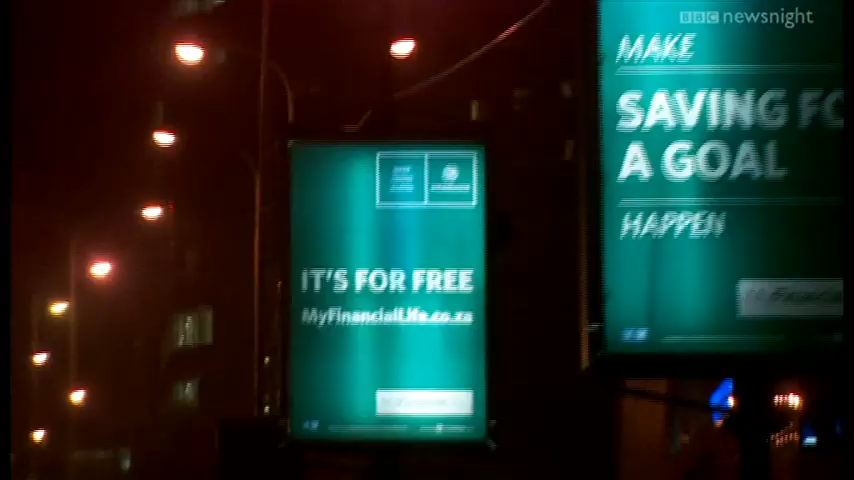 BBC newsnight
MAKE
SAVING FO
A GOAL
HAPPEN
IT'S FOR FREE
MyFinancialLife.co.za